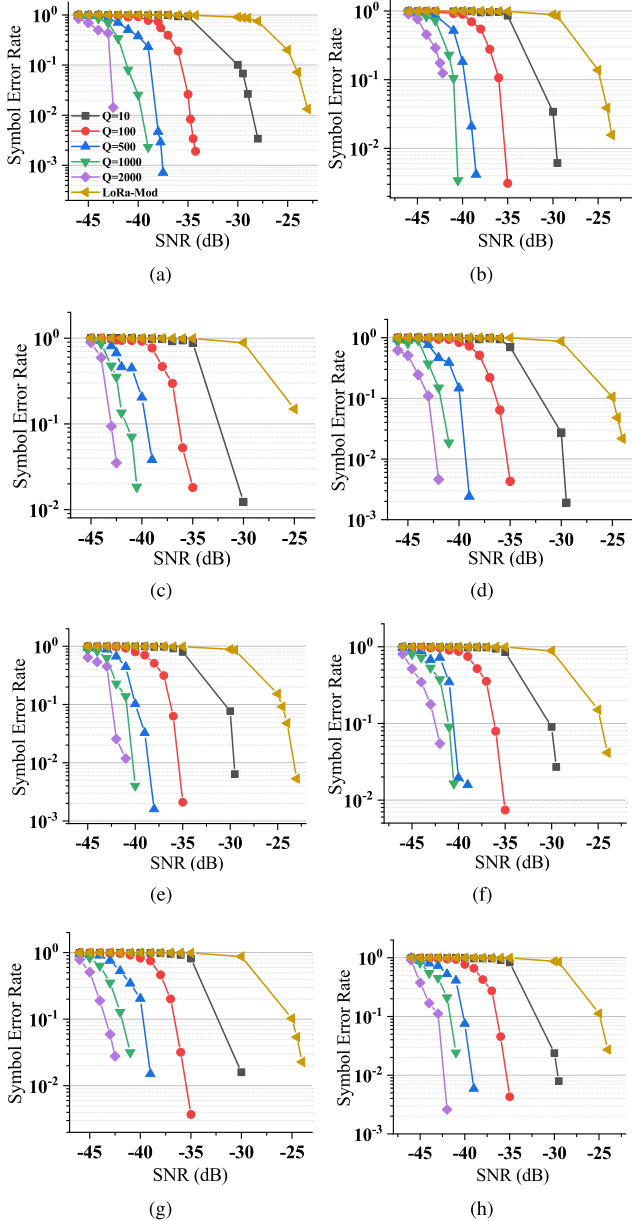 Symbol Error Rate
10⁰
10⁻¹
10⁻²
10⁻³
Q=10
Q=100
Q=500
Q=1000
Q=2000
LoRa-Mod
-45 -40 -35 -30 -25
SNR (dB)
(a)
Symbol Error Rate
10⁰
10⁻¹
10⁻²
10⁻³
-45 -40 -35 -30 -25
SNR (dB)
(b)
Symbol Error Rate
10⁰
10⁻¹
10⁻²
-45 -40 -35 -30 -25
SNR (dB)
(c)
Symbol Error Rate
10⁰
10⁻¹
10⁻²
10⁻³
-45 -40 -35 -30 -25
SNR (dB)
(d)
Symbol Error Rate
10⁰
10⁻¹
10⁻²
10⁻³
-45 -40 -35 -30 -25
SNR (dB)
(e)
Symbol Error Rate
10⁰
10⁻¹
10⁻²
-45 -40 -35 -30 -25
SNR (dB)
(f)
Symbol Error Rate
10⁰
10⁻¹
10⁻²
-45 -40 -35 -30 -25
SNR (dB)
(g)
Symbol Error Rate
10⁰
10⁻¹
10⁻²
10⁻³
-45 -40 -35 -30 -25
SNR (dB)
(h)